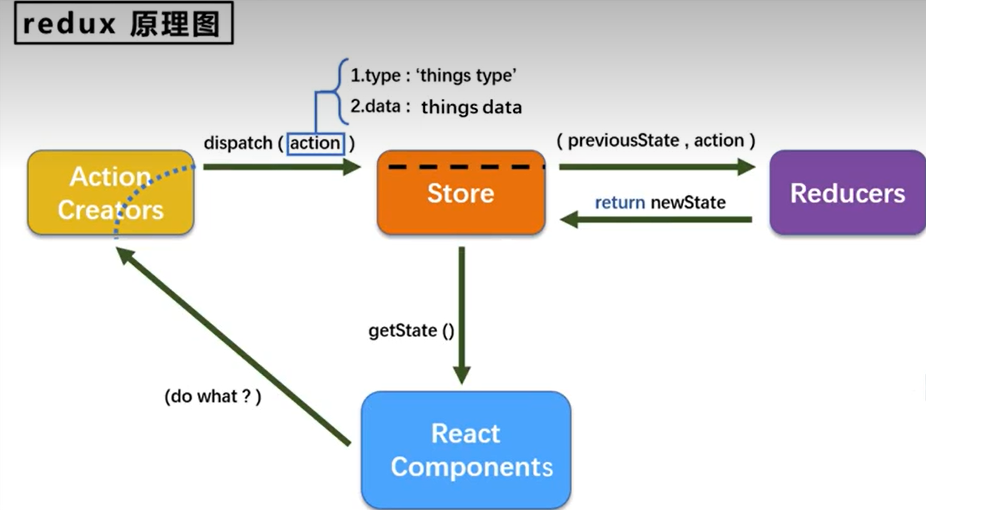 redux 原理图
1.type : ‘things type’
2.data : things data
dispatch ( action )
( previousState , action )
Action
Creators
Store
Reducers
return newState
getState ()
(do what ? )
React
Components